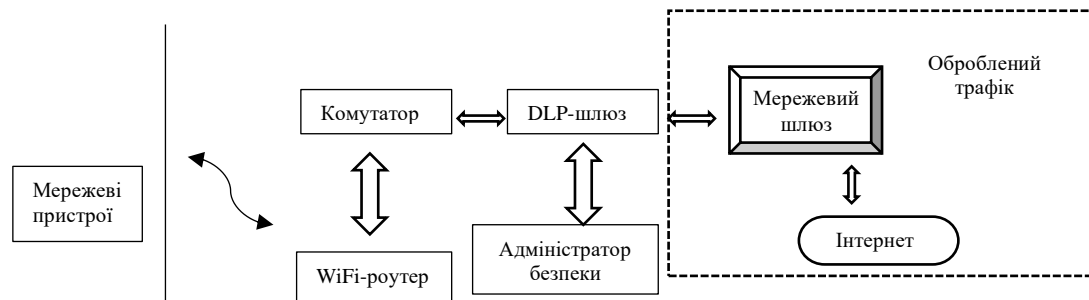 Оброблений
трафік
Мережевий
шлюз
Комутатор
DLP-шлюз
Мережеві
пристрої
Інтернет
Адміністратор
безпеки
WiFi-роутер